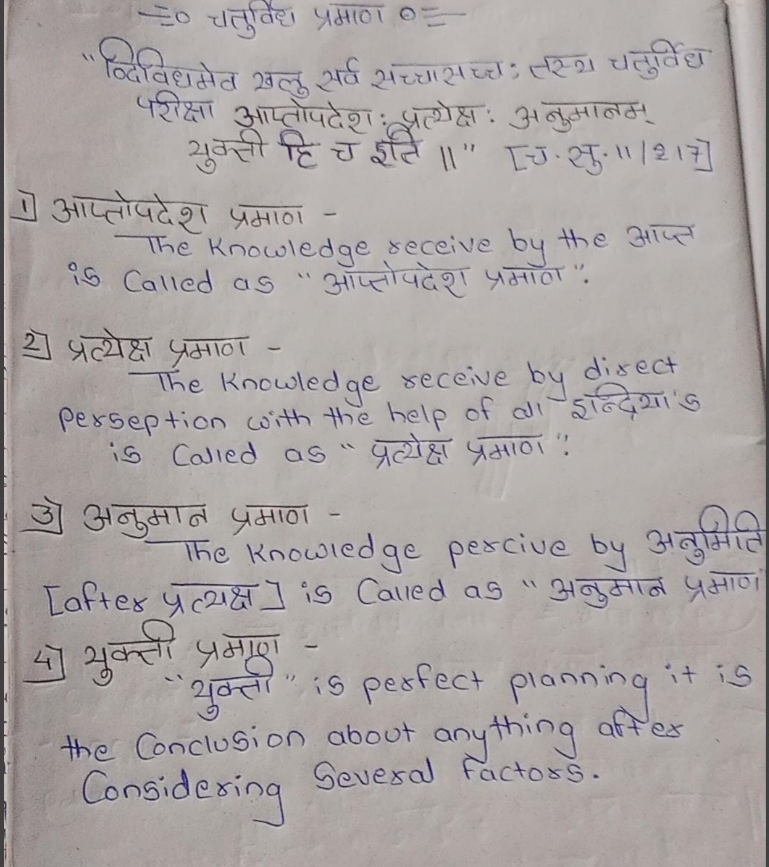 चतुर्विध प्रमाण
"व्दिविधमेव खलु सर्व सच्चासच्च: तस्य चतुर्विध
परीक्षा आप्तोपदेश: प्रत्येक्ष: अनुमानम्
युक्ती हि च इति ॥" [च.सु.11/217]
1] आप्तोपदेश प्रमाण -
The Knowledge receive by the आप्त
is Called as "आप्तोपदेश प्रमाण".
2] प्रत्येक्ष प्रमाण -
The Knowledge receive by direct
perseption with the help of all इन्द्रिया's
is Called as "प्रत्येक्ष प्रमाण".
3] अनुमान प्रमाण -
The Knowledge percive by अनुमिति
[after प्रत्यक्ष] is Called as "अनुमान प्रमाण
4] युक्ती प्रमाण -
"युक्ती" is perfect planning it is
the Conclusion about anything after
Considering Several factors.